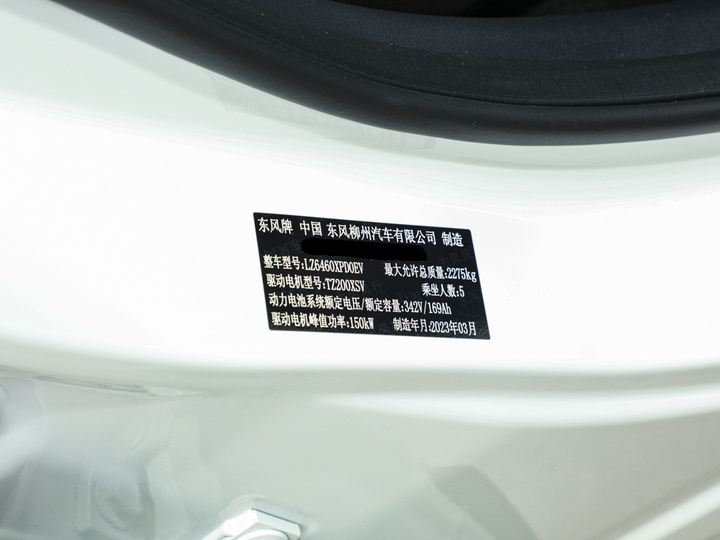 东风牌 中国 东风柳州汽车有限公司 制造
整车型号:LZ6460XPD0EV 最大允许总质量:2275kg
驱动电机型号:TZ200XSV 乘坐人数:5
动力电池系统额定电压/额定容量:342V/169Ah
驱动电机峰值功率:150kW 制造年月:2023年03月